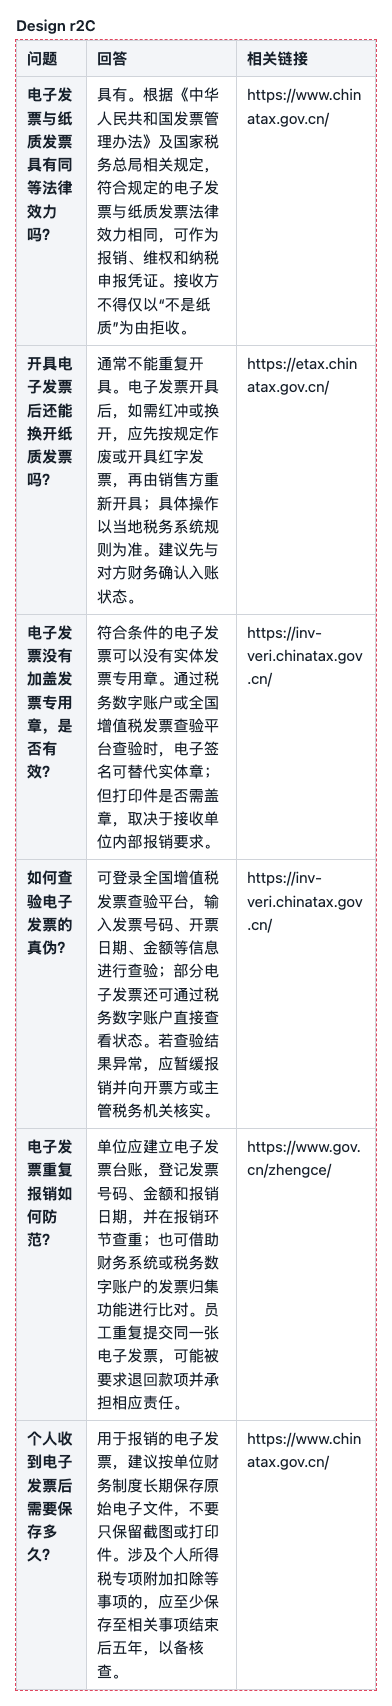 Design r2C
问题 回答 相关链接
电子发
票与纸
质发票
具有同
等法律
效力
吗？
具有。根据《中华
人民共和国发票管
理办法》及国家税
务总局相关规定，
符合规定的电子发
票与纸质发票法律
效力相同，可作为
报销、维权和纳税
申报凭证。接收方
不得仅以“不是纸
质”为由拒收。
https://www.chin
atax.gov.cn/
开具电
子发票
后还能
换开纸
质发票
吗？
通常不能重复开
具。电子发票开具
后，如需红冲或换
开，应先按规定作
废或开具红字发
票，再由销售方重
新开具；具体操作
以当地税务系统规
则为准。建议先与
对方财务确认入账
状态。
https://etax.chin
atax.gov.cn/
电子发
票没有
加盖发
票专用
章，是
否有
效？
符合条件的电子发
票可以没有实体发
票专用章。通过税
务数字账户或全国
增值税发票查验平
台查验时，电子签
名可替代实体章；
但打印件是否需盖
章，取决于接收单
位内部报销要求。
https://inv-
veri.chinatax.gov
.cn/
如何查
验电子
发票的
真伪？
可登录全国增值税
发票查验平台，输
入发票号码、开票
日期、金额等信息
进行查验；部分电
子发票还可通过税
务数字账户直接查
看状态。若查验结
果异常，应暂缓报
销并向开票方或主
管税务机关核实。
https://inv-
veri.chinatax.gov
.cn/
电子发
票重复
报销如
何防
范？
单位应建立电子发
票台账，登记发票
号码、金额和报销
日期，并在报销环
节查重；也可借助
财务系统或税务数
字账户的发票归集
功能进行比对。员
工重复提交同一张
电子发票，可能被
要求退回款项并承
担相应责任。
https://www.gov.
cn/zhengce/
个人收
到电子
发票后
需要保
存多
久？
用于报销的电子发
票，建议按单位财
务制度长期保存原
始电子文件，不要
只保留截图或打印
件。涉及个人所得
税专项附加扣除等
事项的，应至少保
存至相关事项结束
后五年，以备核
查。
https://www.chin
atax.gov.cn/